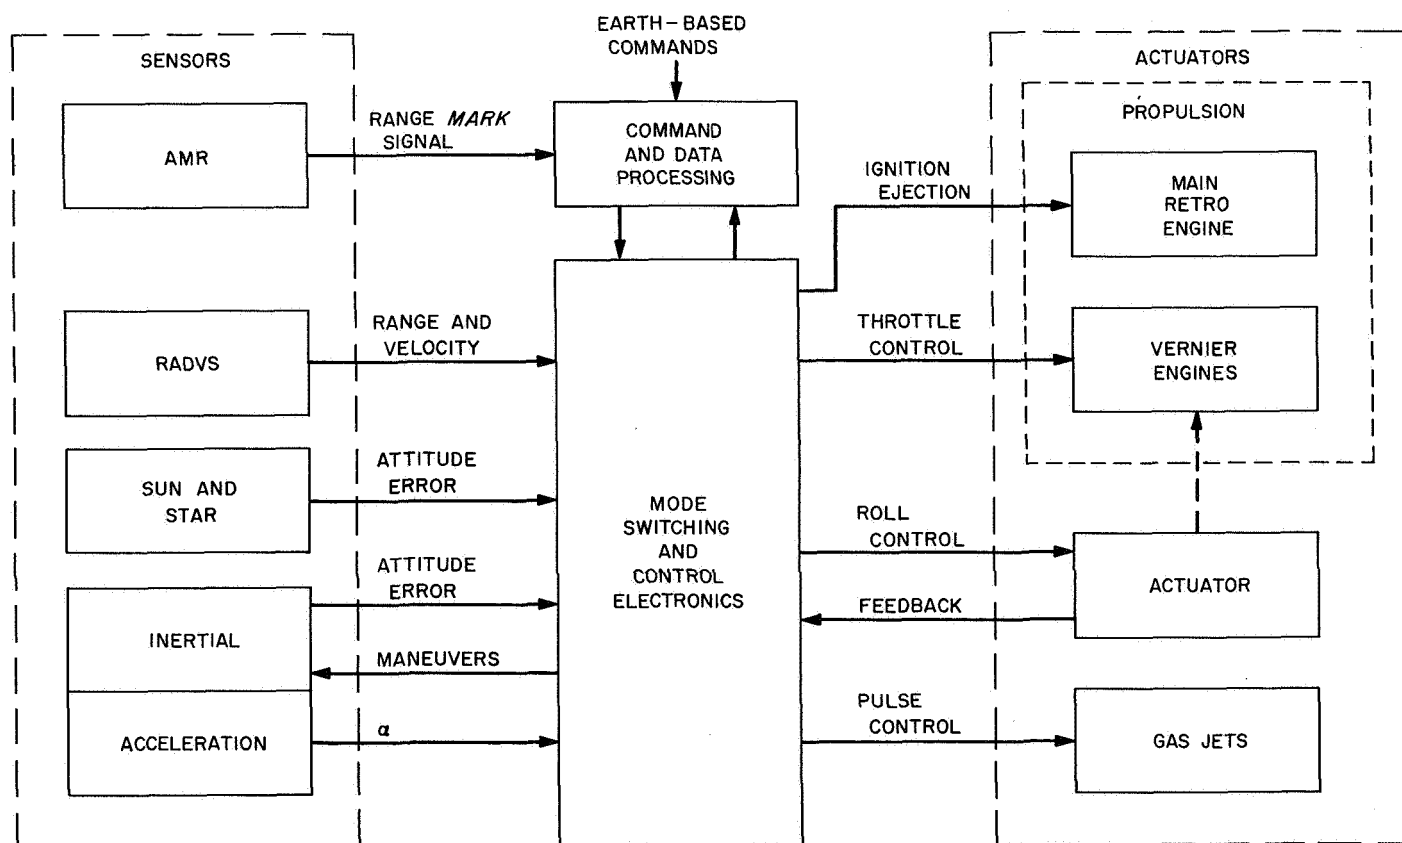 EARTH-BASED
COMMANDS
SENSORS
AMR
RANGE MARK
SIGNAL
COMMAND
AND DATA
PROCESSING
RADVS
RANGE AND
VELOCITY
SUN AND
STAR
ATTITUDE
ERROR
INERTIAL
ATTITUDE
ERROR
MANEUVERS
ACCELERATION
α
MODE
SWITCHING
AND
CONTROL
ELECTRONICS
ACTUATORS
PROPULSION
IGNITION
EJECTION
MAIN
RETRO
ENGINE
THROTTLE
CONTROL
VERNIER
ENGINES
ROLL
CONTROL
ACTUATOR
FEEDBACK
PULSE
CONTROL
GAS JETS